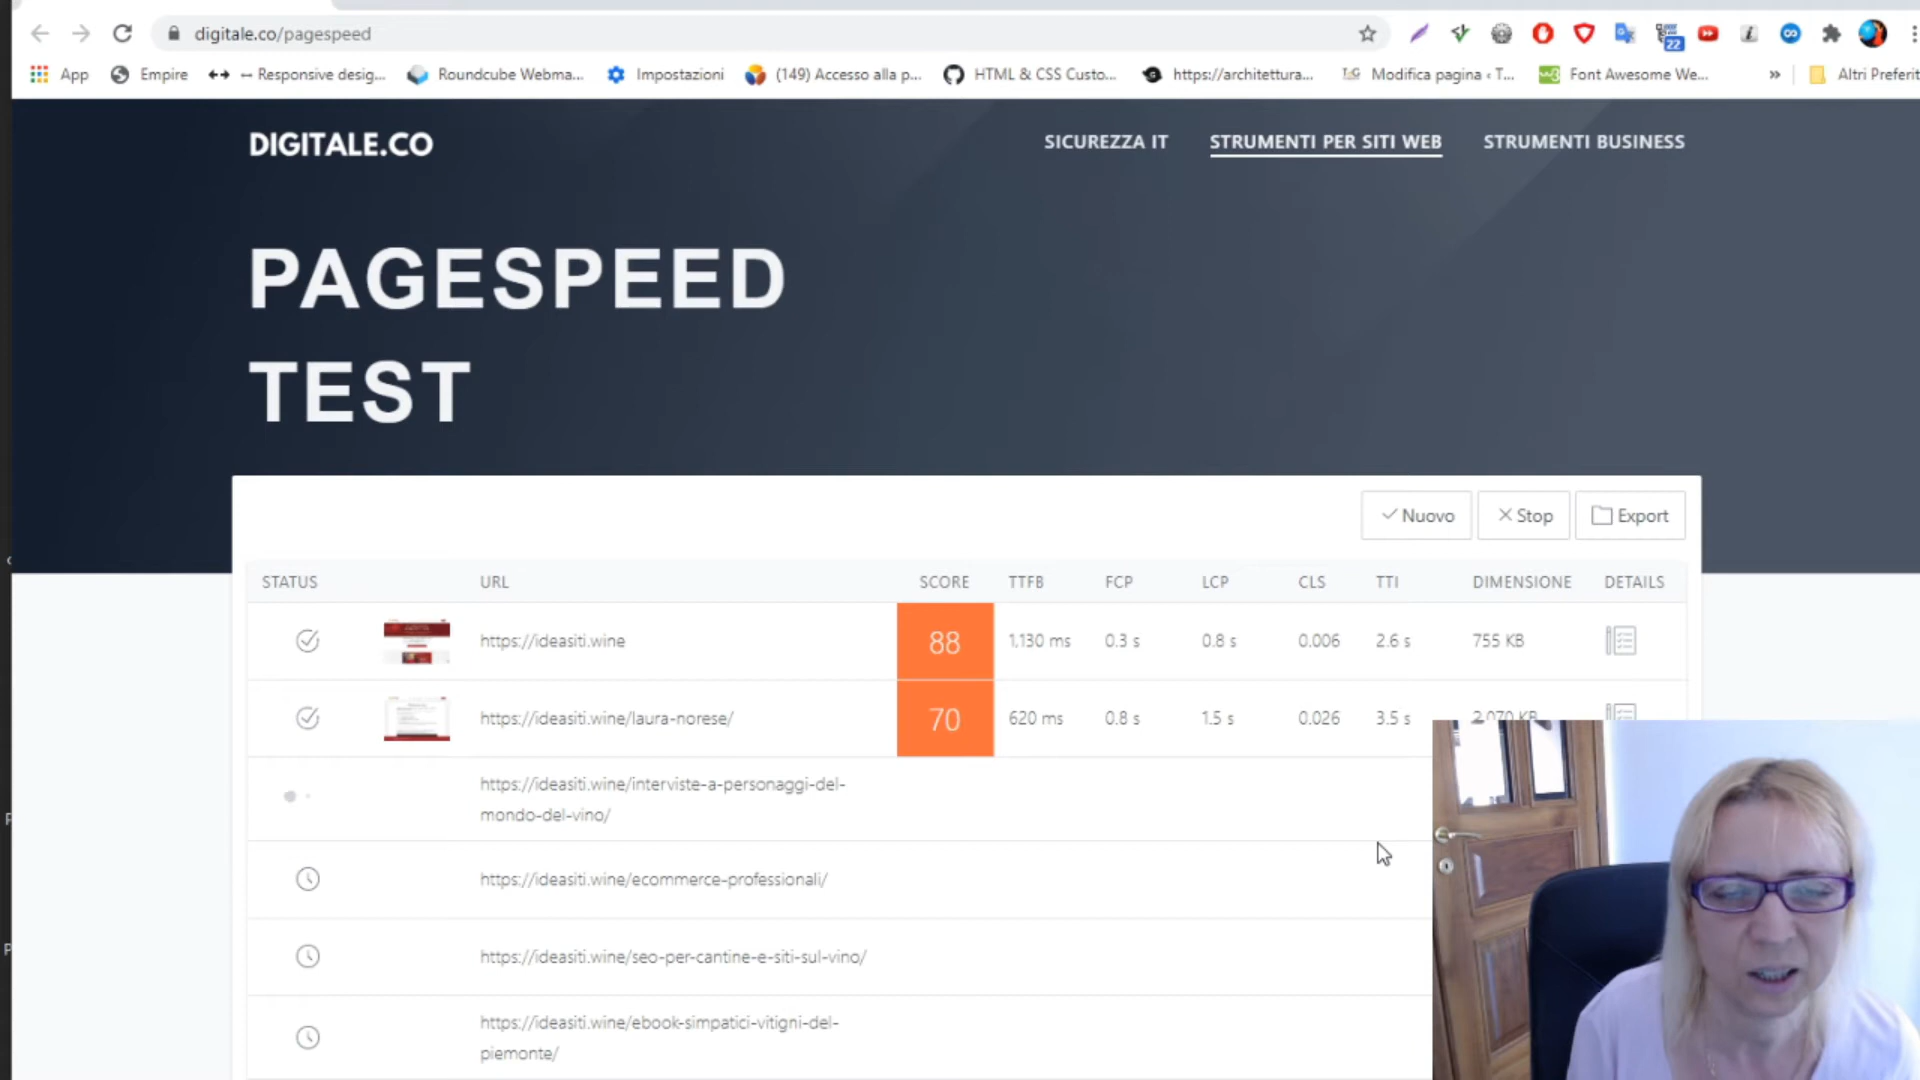 digitale.co/pagespeed
App Empire -- Responsive desig... Roundcube Webma... Impostazioni (149) Accesso alla p... HTML & CSS Custo... https://architettura... Modifica pagina ‹ T... Font Awesome We... » Altri Preferit
22
DIGITALE.CO
SICUREZZA IT STRUMENTI PER SITI WEB STRUMENTI BUSINESS
PAGESPEED
TEST
Nuovo Stop Export
STATUS URL SCORE TTFB FCP LCP CLS TTI DIMENSIONE DETAILS
https://ideasiti.wine 88 1,130 ms 0.3 s 0.8 s 0.006 2.6 s 755 KB
https://ideasiti.wine/laura-norese/ 70 620 ms 0.8 s 1.5 s 0.026 3.5 s 2,070 KB
https://ideasiti.wine/interviste-a-personaggi-del-
mondo-del-vino/
https://ideasiti.wine/ecommerce-professionali/
https://ideasiti.wine/seo-per-cantine-e-siti-sul-vino/
https://ideasiti.wine/ebook-simpatici-vitigni-del-
piemonte/